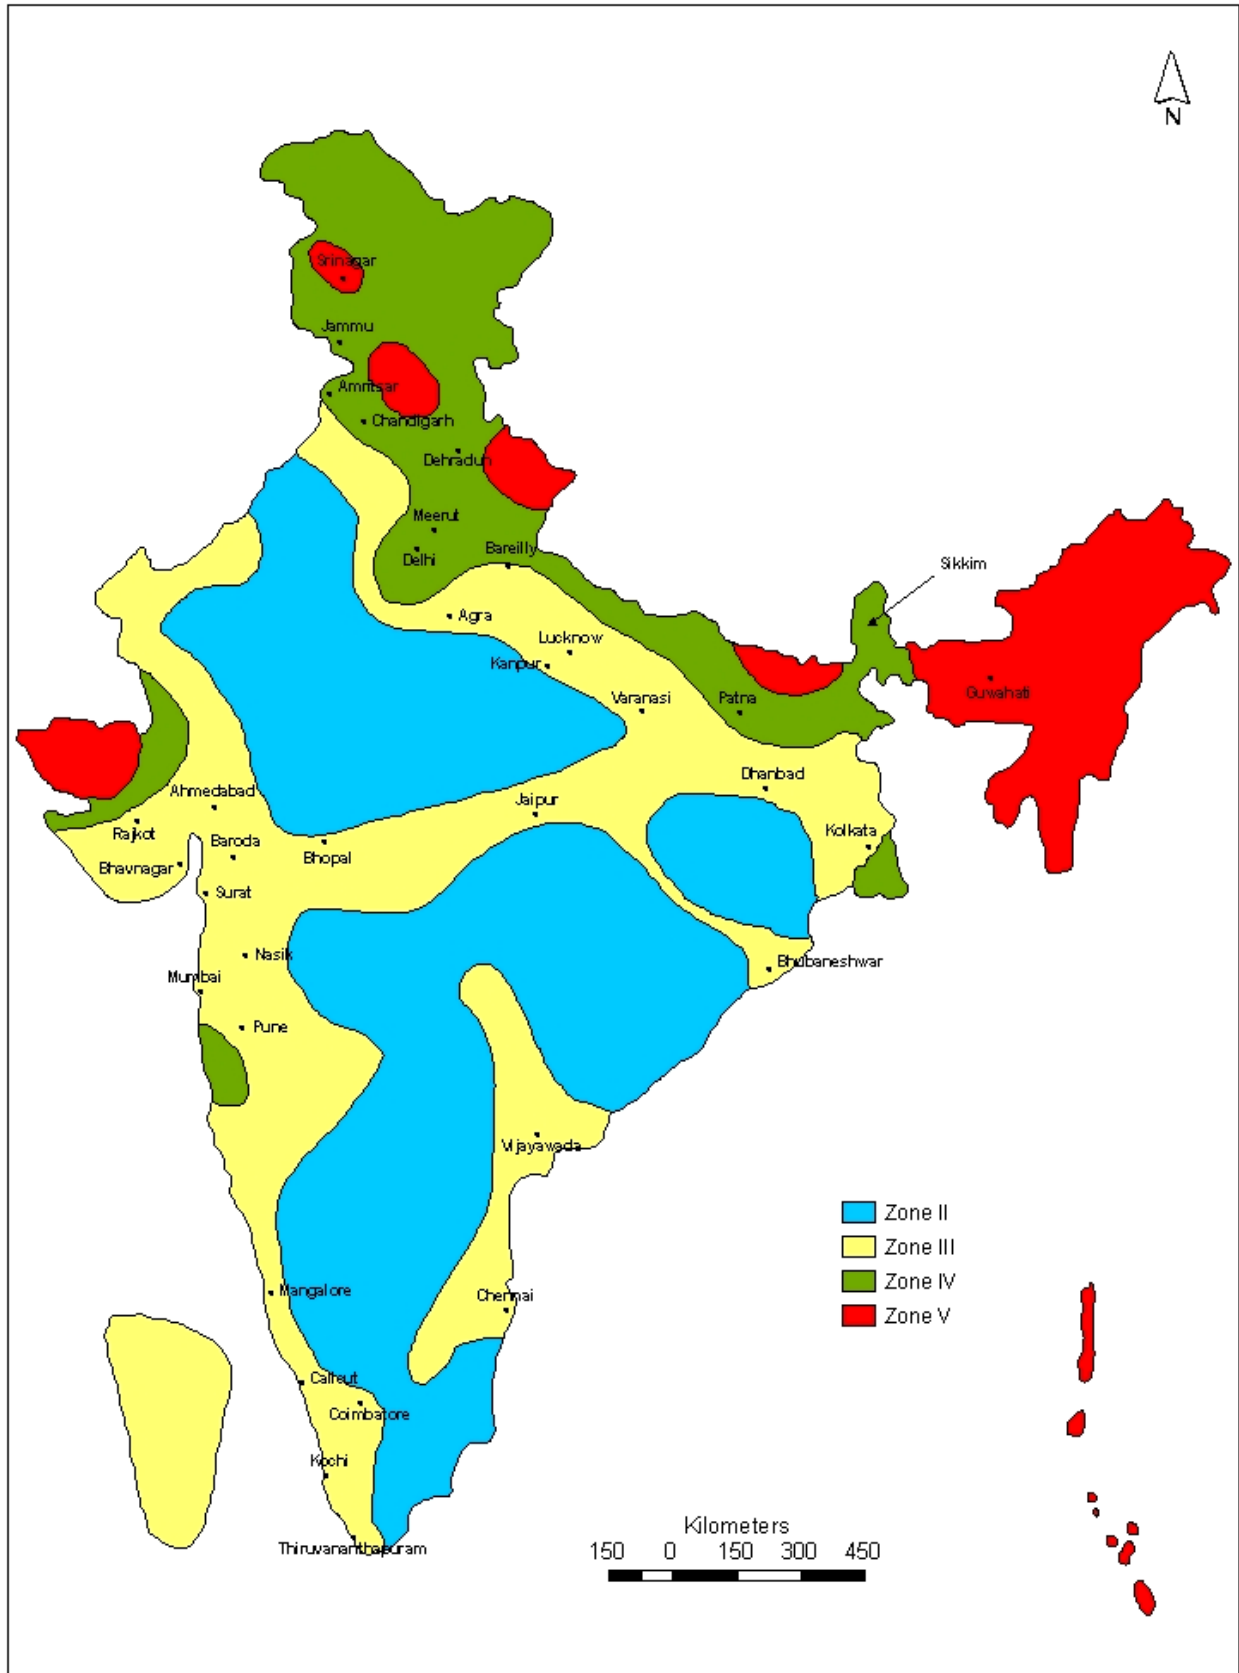 N
Srinagar
Jammu
Amritsar
Chandigarh
Dehradun
Meerut
Delhi
Bareilly
Sikkim
Agra
Lucknow
Kanpur
Varanasi
Patna
Guwahati
Dhanbad
Ahmedabad
Jaipur
Rajkot
Kolkata
Baroda
Bhopal
Bhavnagar
Surat
Nasik
Bhubaneshwar
Mumbai
Pune
Vijayawada
Zone II
Zone III
Zone IV
Zone V
Mangalore
Chennai
Calicut
Coimbatore
Kochi
Thiruvananthapuram
Kilometers
150 0 150 300 450